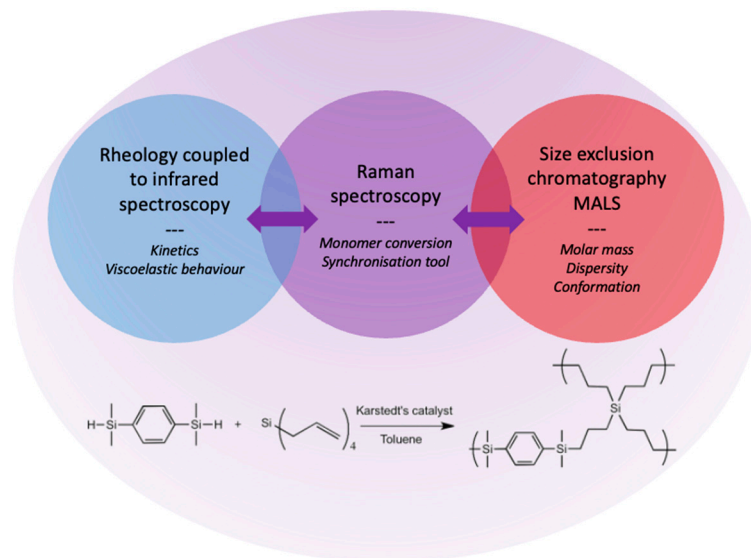 Rheology coupled
to infrared
spectroscopy
---
Kinetics
Viscoelastic behaviour
Raman
spectroscopy
---
Monomer conversion
Synchronisation tool
Size exclusion
chromatography
MALS
---
Molar mass
Dispersity
Conformation
H-Si
Si-H
+
Si
4
Karstedt's catalyst
Toluene
Si
Si
Si